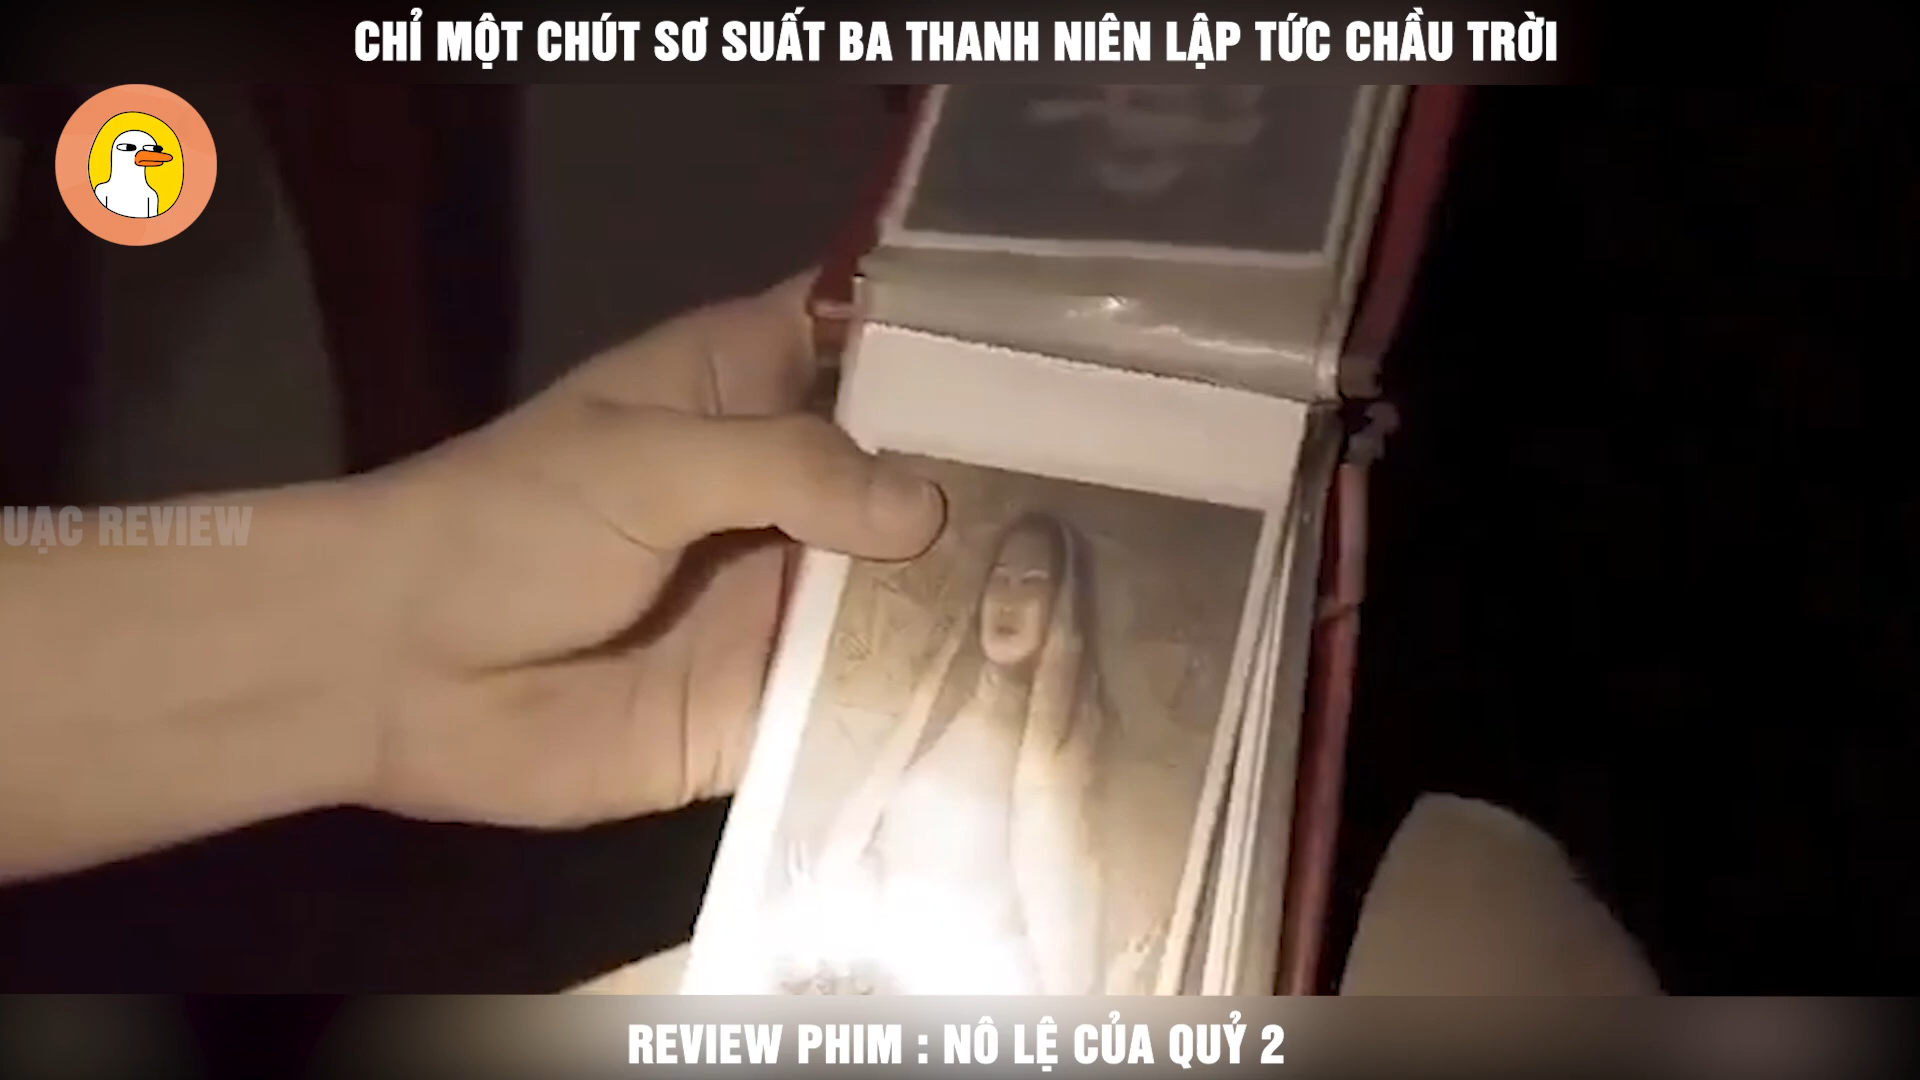 CHỈ MỘT CHÚT SƠ SUẤT BA THANH NIÊN LẬP TỨC CHẦU TRỜI
UẠC REVIEW
REVIEW PHIM : NÔ LỆ CỦA QUỶ 2